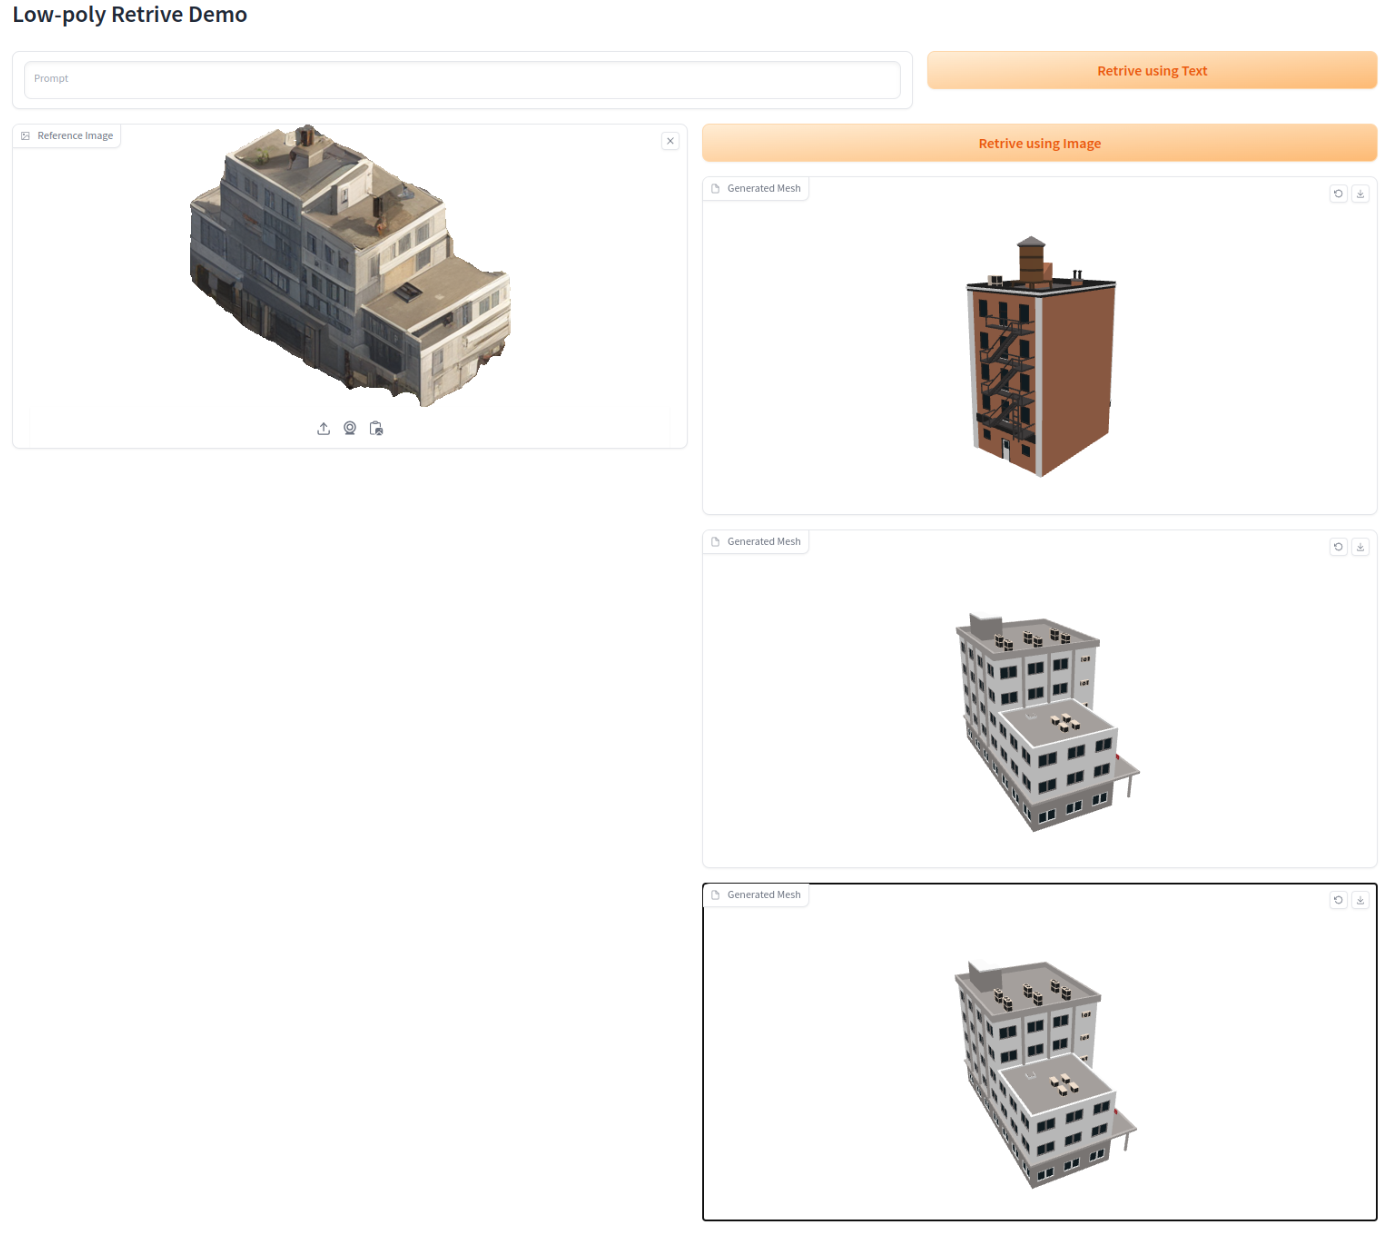 Low-poly Retrive Demo
Prompt
Retrive using Text
Reference Image
Retrive using Image
Generated Mesh
Generated Mesh
Generated Mesh